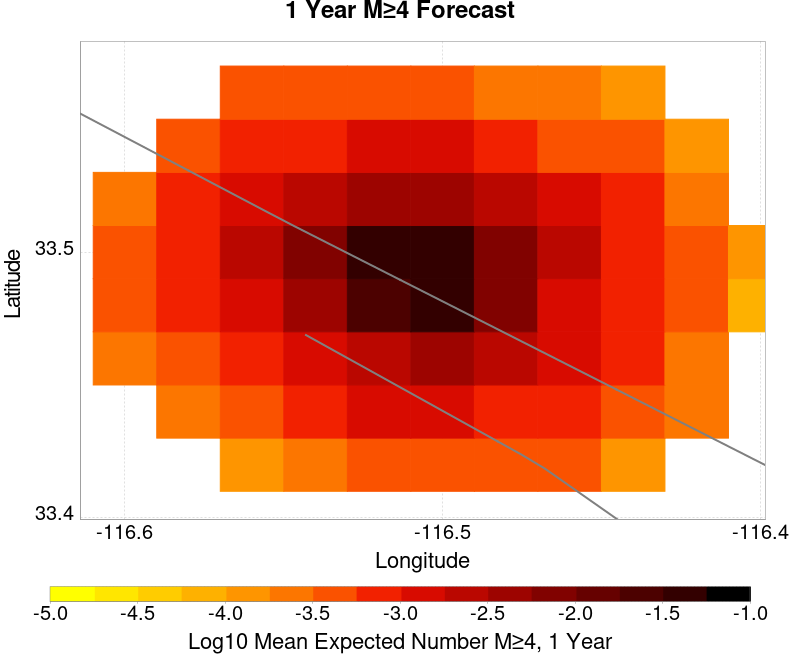 1 Year M≥4 Forecast
Latitude
33.5
33.4
-116.6 -116.5 -116.4
Longitude
-5.0 -4.5 -4.0 -3.5 -3.0 -2.5 -2.0 -1.5 -1.0
Log10 Mean Expected Number M≥4, 1 Year